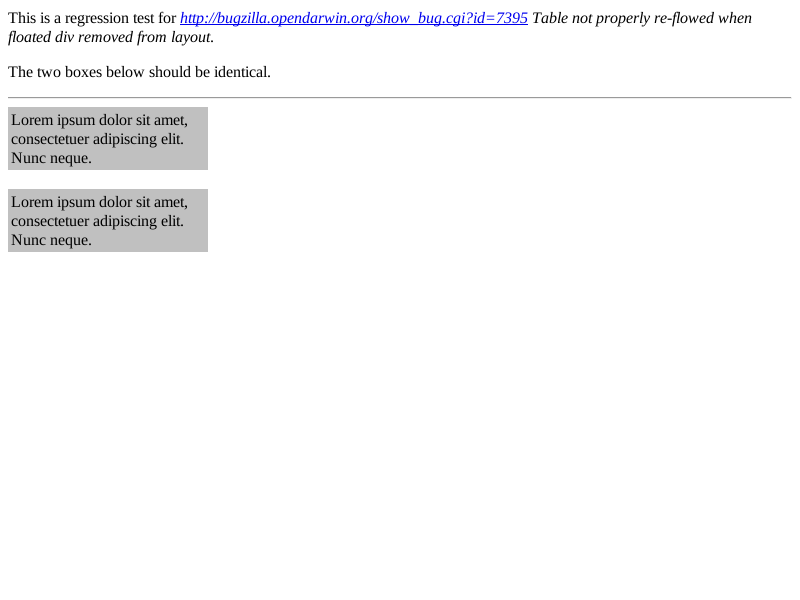 This is a regression test for http://bugzilla.opendarwin.org/show_bug.cgi?id=7395 Table not properly re-flowed when
floated div removed from layout.
The two boxes below should be identical.
Lorem ipsum dolor sit amet,
consectetuer adipiscing elit.
Nunc neque.
Lorem ipsum dolor sit amet,
consectetuer adipiscing elit.
Nunc neque.